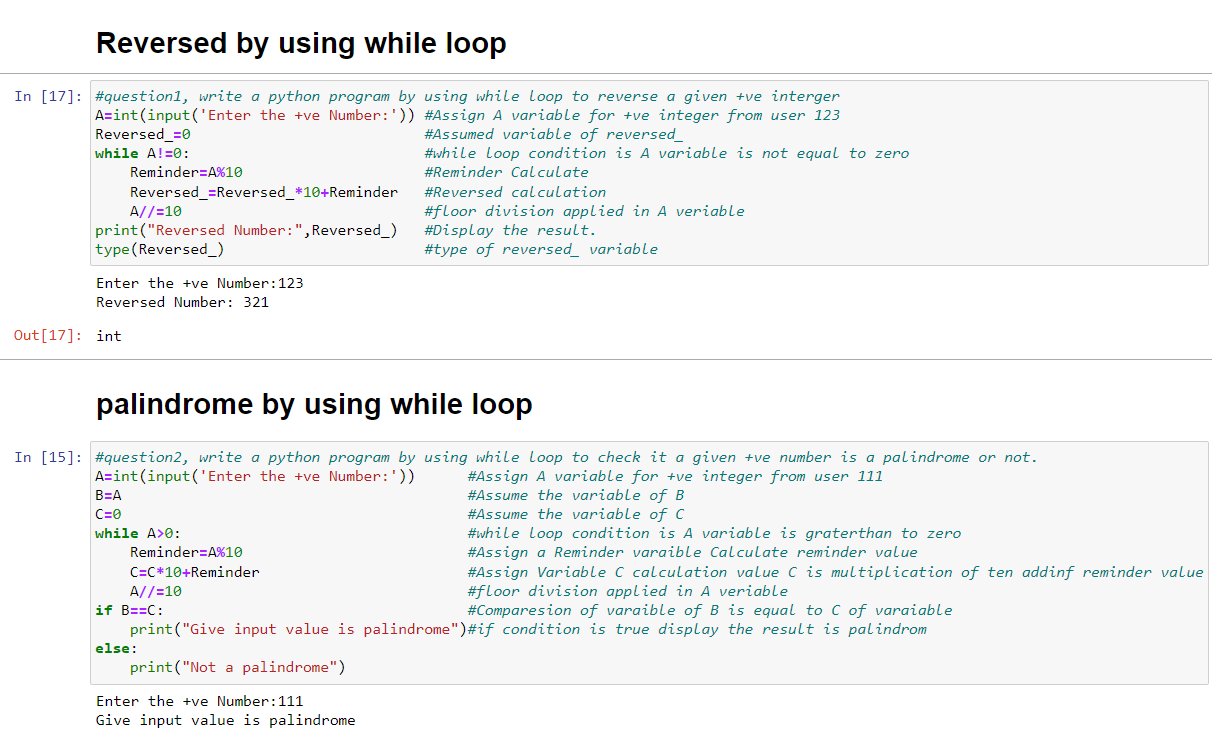 Reversed by using while loop
In [17]: #question1, write a python program by using while loop to reverse a given +ve interger
A=int(input('Enter the +ve Number:')) #Assign A variable for +ve integer from user 123
Reversed_=0 #Assumed variable of reversed_
while A!=0: #while loop condition is A variable is not equal to zero
Reminder=A%10 #Reminder Calculate
Reversed_=Reversed_*10+Reminder #Reversed calculation
A//=10 #floor division applied in A veriable
print("Reversed Number:",Reversed_) #Display the result.
type(Reversed_) #type of reversed_ variable
Enter the +ve Number:123
Reversed Number: 321
Out[17]: int
palindrome by using while loop
In [15]: #question2, write a python program by using while loop to check it a given +ve number is a palindrome or not.
A=int(input('Enter the +ve Number:')) #Assign A variable for +ve integer from user 111
B=A #Assume the variable of B
C=0 #Assume the variable of C
while A>0: #while loop condition is A variable is graterthan to zero
Reminder=A%10 #Assign a Reminder varaible Calculate reminder value
C=C*10+Reminder #Assign Variable C calculation value C is multiplication of ten addinf reminder value
A//=10 #floor division applied in A veriable
if B==C: #Comparesion of varaible of B is equal to C of varaiable
print("Give input value is palindrome")#if condition is true display the result is palindrom
else:
print("Not a palindrome")
Enter the +ve Number:111
Give input value is palindrome